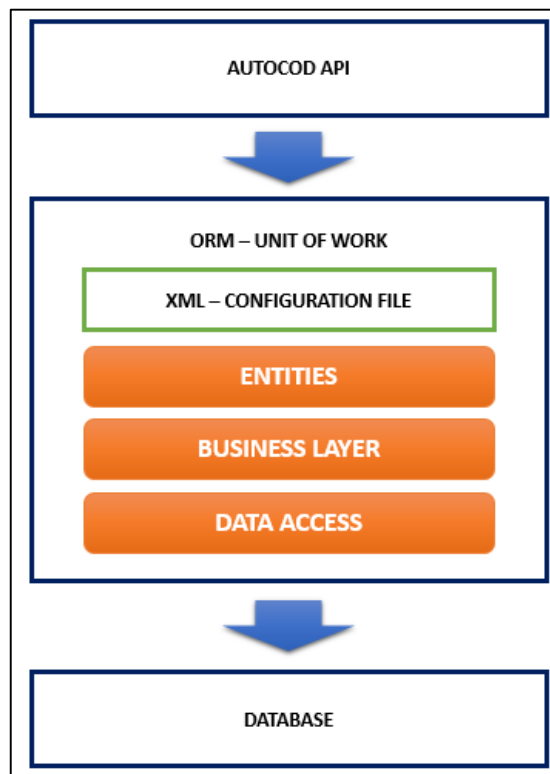 AUTOCOD API
ORM – UNIT OF WORK
XML – CONFIGURATION FILE
ENTITIES
BUSINESS LAYER
DATA ACCESS
DATABASE